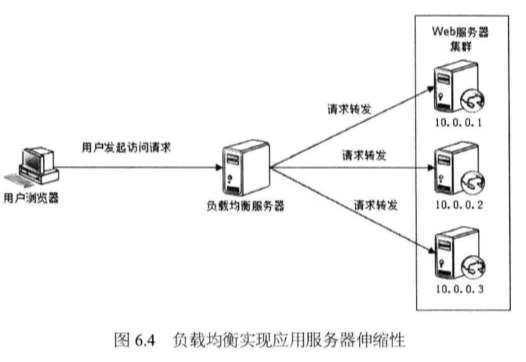 Web服务器
集群
请求转发
10.0.0.1
用户发起访问请求
请求转发
用户浏览器
负载均衡服务器
10.0.0.2
请求转发
10.0.0.3
图 6.4 负载均衡实现应用服务器伸缩性